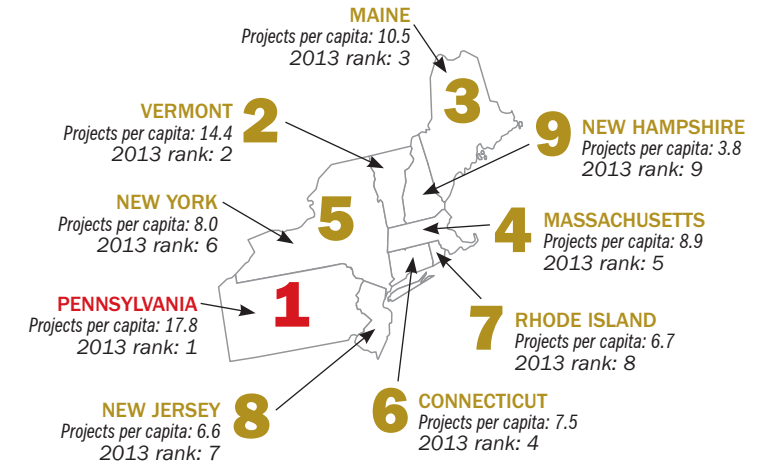 MAINE
Projects per capita: 10.5
2013 rank: 3
3
VERMONT
Projects per capita: 14.4
2013 rank: 2
2
9
NEW HAMPSHIRE
Projects per capita: 3.8
2013 rank: 9
NEW YORK
Projects per capita: 8.0
2013 rank: 6
5
4
MASSACHUSETTS
Projects per capita: 8.9
2013 rank: 5
PENNSYLVANIA
Projects per capita: 17.8
2013 rank: 1
1
7
RHODE ISLAND
Projects per capita: 6.7
2013 rank: 8
NEW JERSEY
Projects per capita: 6.6
2013 rank: 7
8
6
CONNECTICUT
Projects per capita: 7.5
2013 rank: 4